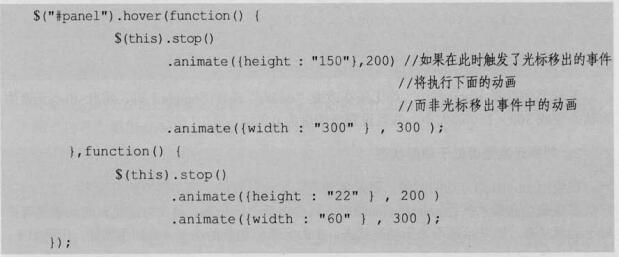 $("#panel").hover(function() {
$(this).stop()
.animate({height : "150"},200) //如果在此时触发了光标移出的事件
//将执行下面的动画
//而非光标移出事件中的动画
.animate({width : "300" } , 300 );
},function() {
$(this).stop()
.animate({height : "22" } , 200 )
.animate({width : "60" } , 300 );
});